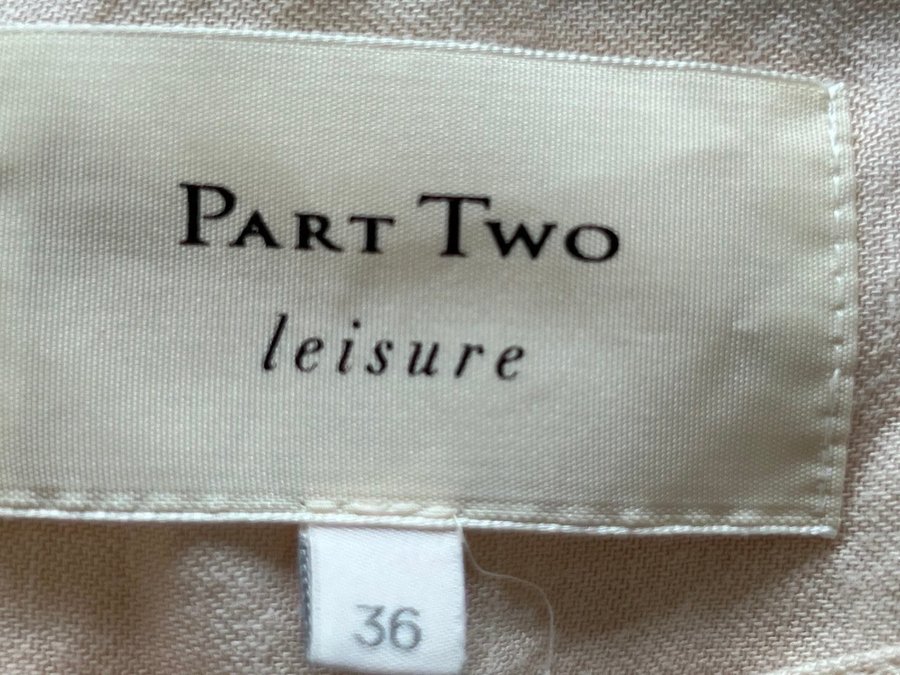 Part Two
leisure
36